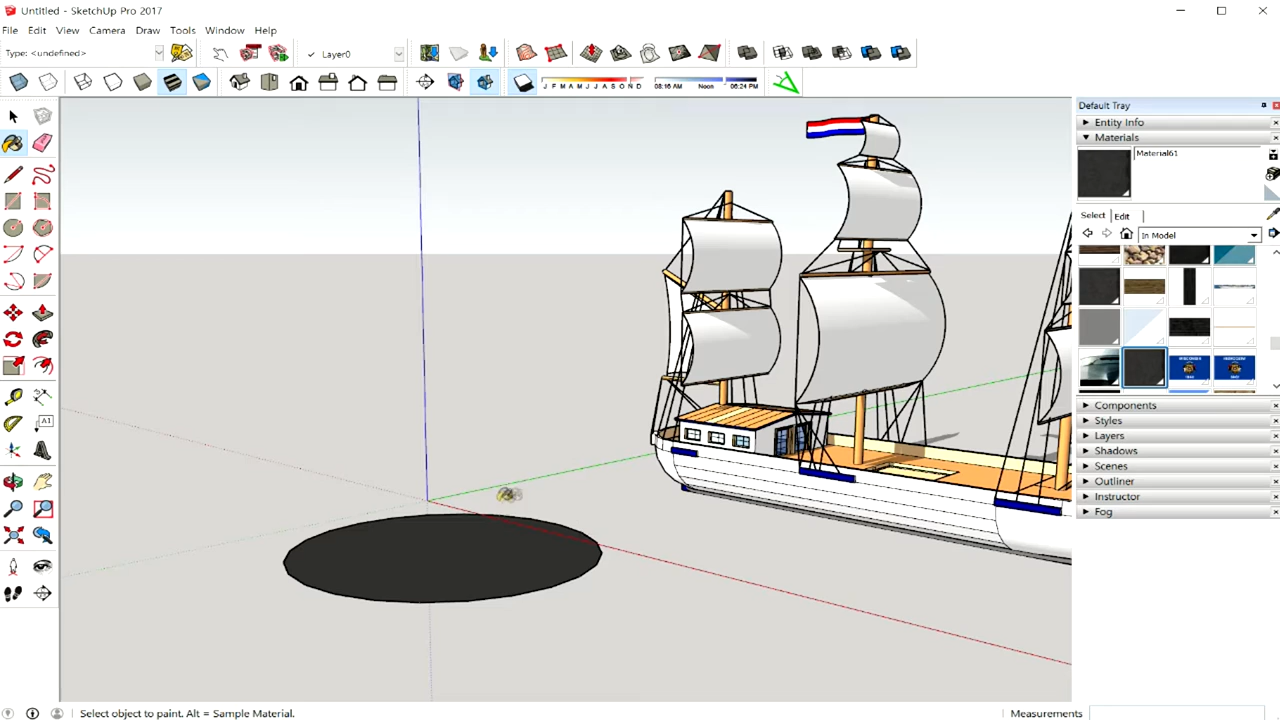 Untitled - SketchUp Pro 2017
File Edit View Camera Draw Tools Window Help
Type: <undefined>
Layer0
J F M A M J J A S O N D
08:16 AM Noon 06:24 PM
Default Tray
Entity Info
Materials
Material61
Select Edit
In Model
Components
Styles
Layers
Shadows
Scenes
Outliner
Instructor
Fog
A1
Select object to paint. Alt = Sample Material.
Measurements